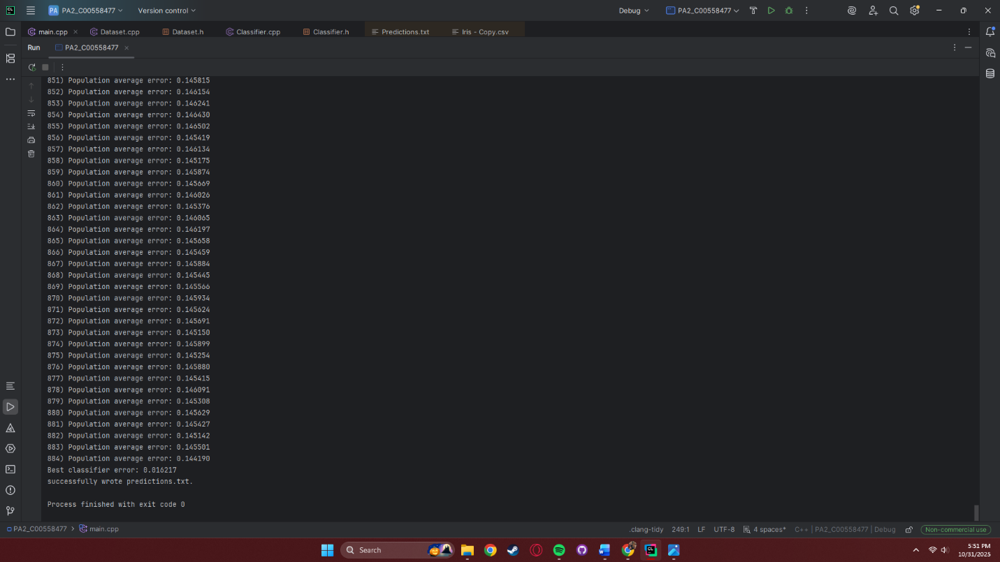 CL PA PA2_C00558477 Version control Debug PA2_C00558477
main.cpp Dataset.cpp Dataset.h Classifier.cpp Classifier.h Predictions.txt Iris - Copy.csv
Run PA2_C00558477
851) Population average error: 0.145815
852) Population average error: 0.146154
853) Population average error: 0.146241
854) Population average error: 0.146430
855) Population average error: 0.146502
856) Population average error: 0.145419
857) Population average error: 0.146134
858) Population average error: 0.145175
859) Population average error: 0.145874
860) Population average error: 0.145669
861) Population average error: 0.146026
862) Population average error: 0.145376
863) Population average error: 0.146065
864) Population average error: 0.146197
865) Population average error: 0.145658
866) Population average error: 0.145459
867) Population average error: 0.145884
868) Population average error: 0.145445
869) Population average error: 0.145566
870) Population average error: 0.145934
871) Population average error: 0.145624
872) Population average error: 0.145691
873) Population average error: 0.145150
874) Population average error: 0.145899
875) Population average error: 0.145254
876) Population average error: 0.145880
877) Population average error: 0.145415
878) Population average error: 0.146091
879) Population average error: 0.145308
880) Population average error: 0.145629
881) Population average error: 0.145427
882) Population average error: 0.145142
883) Population average error: 0.145501
884) Population average error: 0.144190
Best classifier error: 0.016217
successfully wrote predictions.txt.
Process finished with exit code 0
PA2_C00558477 main.cpp .clang-tidy 249:1 LF UTF-8 4 spaces* C++ | PA2_C00558477 | Debug Non-commercial use
Search CL 5:51 PM
10/31/2025